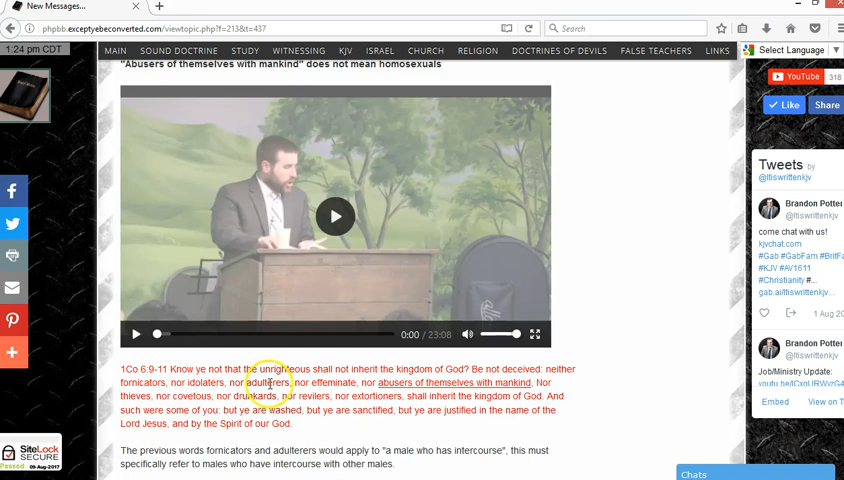 New Messages...
phpbb.exceptyebeconverted.com/viewtopic.php?f=213&t=437
Search
1:24 pm CDT
MAIN SOUND DOCTRINE STUDY WITNESSING KJV ISRAEL CHURCH RELIGION DOCTRINES OF DEVILS FALSE TEACHERS LINKS
Select Language
"Abusers of themselves with mankind" does not mean homosexuals
YouTube 318
Like Share
0:00 / 23:08
1Co 6:9-11 Know ye not that the unrighteous shall not inherit the kingdom of God? Be not deceived: neither
fornicators, nor idolaters, nor adulterers, nor effeminate, nor abusers of themselves with mankind, Nor
thieves, nor covetous, nor drunkards, nor revilers, nor extortioners, shall inherit the kingdom of God. And
such were some of you: but ye are washed, but ye are sanctified, but ye are justified in the name of the
Lord Jesus, and by the Spirit of our God.
The previous words fornicators and adulterers would apply to "a male who has intercourse", this must
specifically refer to males who have intercourse with other males.
Tweets by
@Itiswrittenkjv
Brandon Potter
@Itiswritten
come chat with us!
kjvchat.com
#Gab #GabFam #BritF
#KJV #AV1611
#Christianity #...
gab.ai/Itiswrittenkjv...
1 Aug 20
Brandon Potter
@Itiswritten
Job/Ministry Update:
Embed View on T
SiteLock
SECURE
Passed 09-Aug-2017
Chats